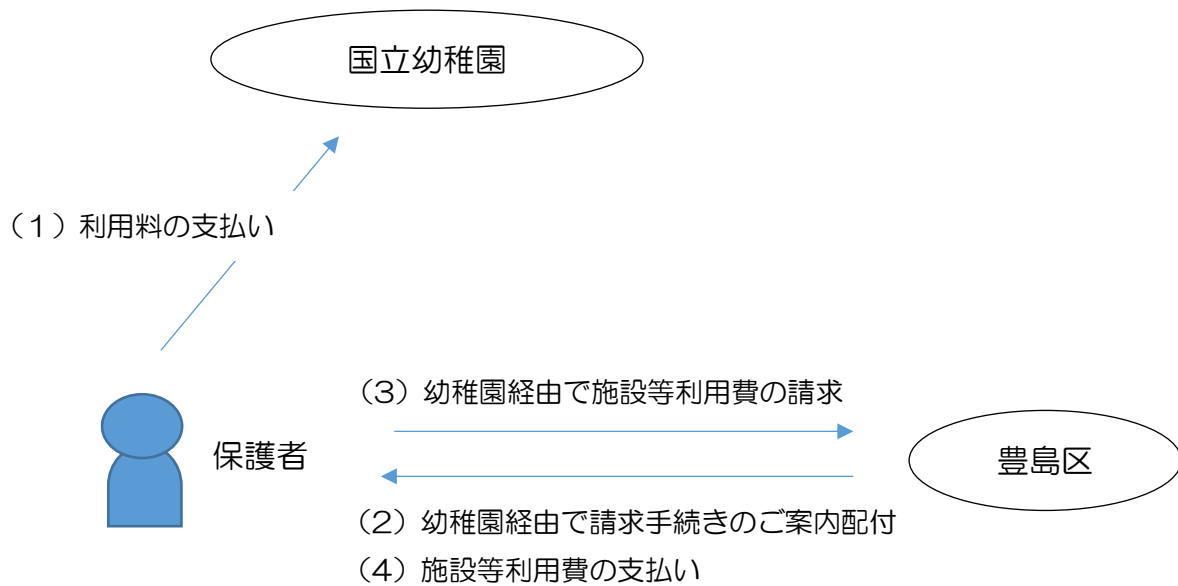 国立幼稚園
（1）利用料の支払い
（3）幼稚園経由で施設等利用費の請求
保護者
豊島区
（2）幼稚園経由で請求手続きのご案内配付
（4）施設等利用費の支払い